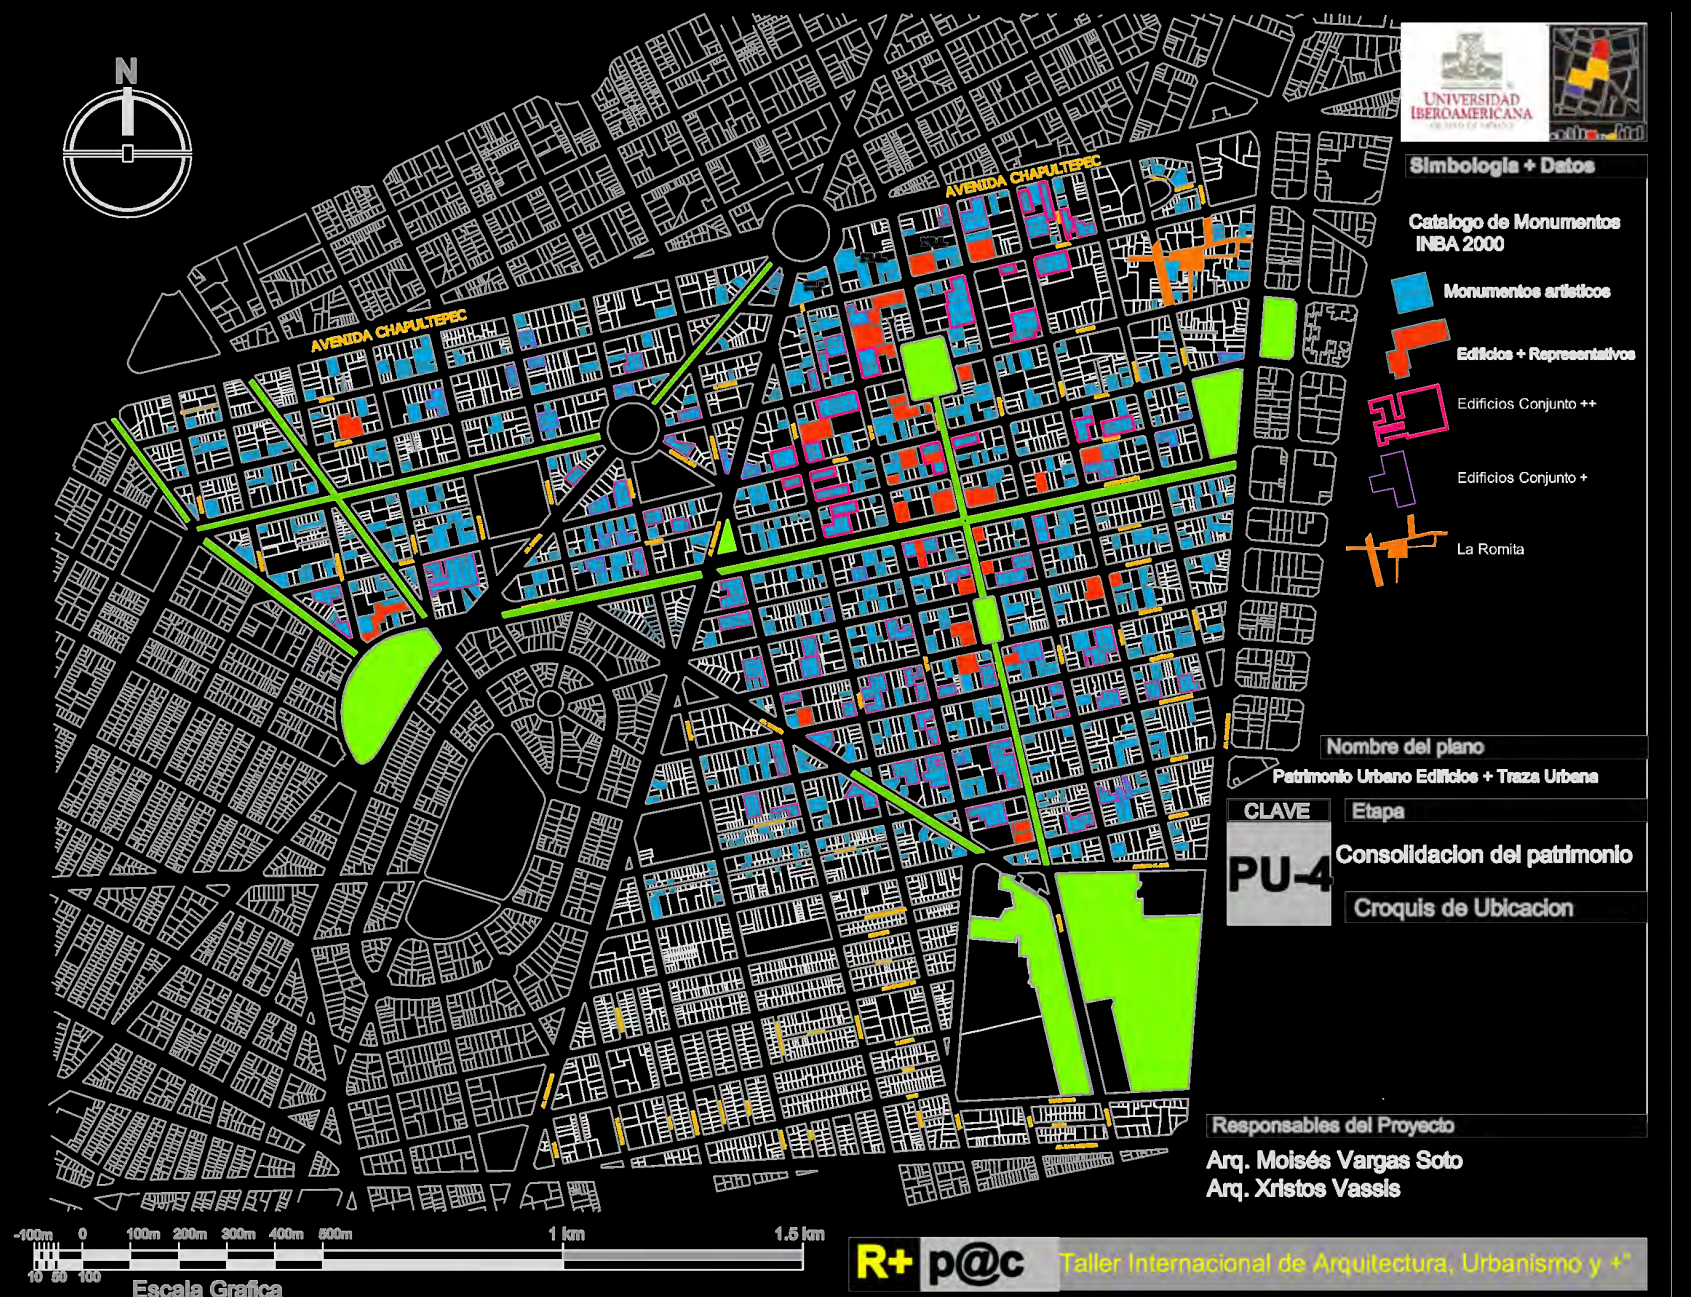 N
AVENIDA CHAPULTEPEC
AVENIDA CHAPULTEPEC
UNIVERSIDAD
IBEROAMERICANA
Simbologia + Datos
Catalogo de Monumentos
INBA 2000
Monumentos artisticos
Edificios + Representativos
Edificios Conjunto ++
Edificios Conjunto +
La Romita
Nombre del plano
Patrimonio Urbano Edificios + Traza Urbana
CLAVE
Etapa
PU-4
Consolidacion del patrimonio
Croquis de Ubicacion
Responsables del Proyecto
Arq. Moisés Vargas Soto
Arq. Xristos Vassis
-100m 0 100m 200m 300m 400m 500m 1 km 1.5 km
10 50 100
Escala Grafica
R+ p@c Taller Internacional de Arquitectura, Urbanismo y +"